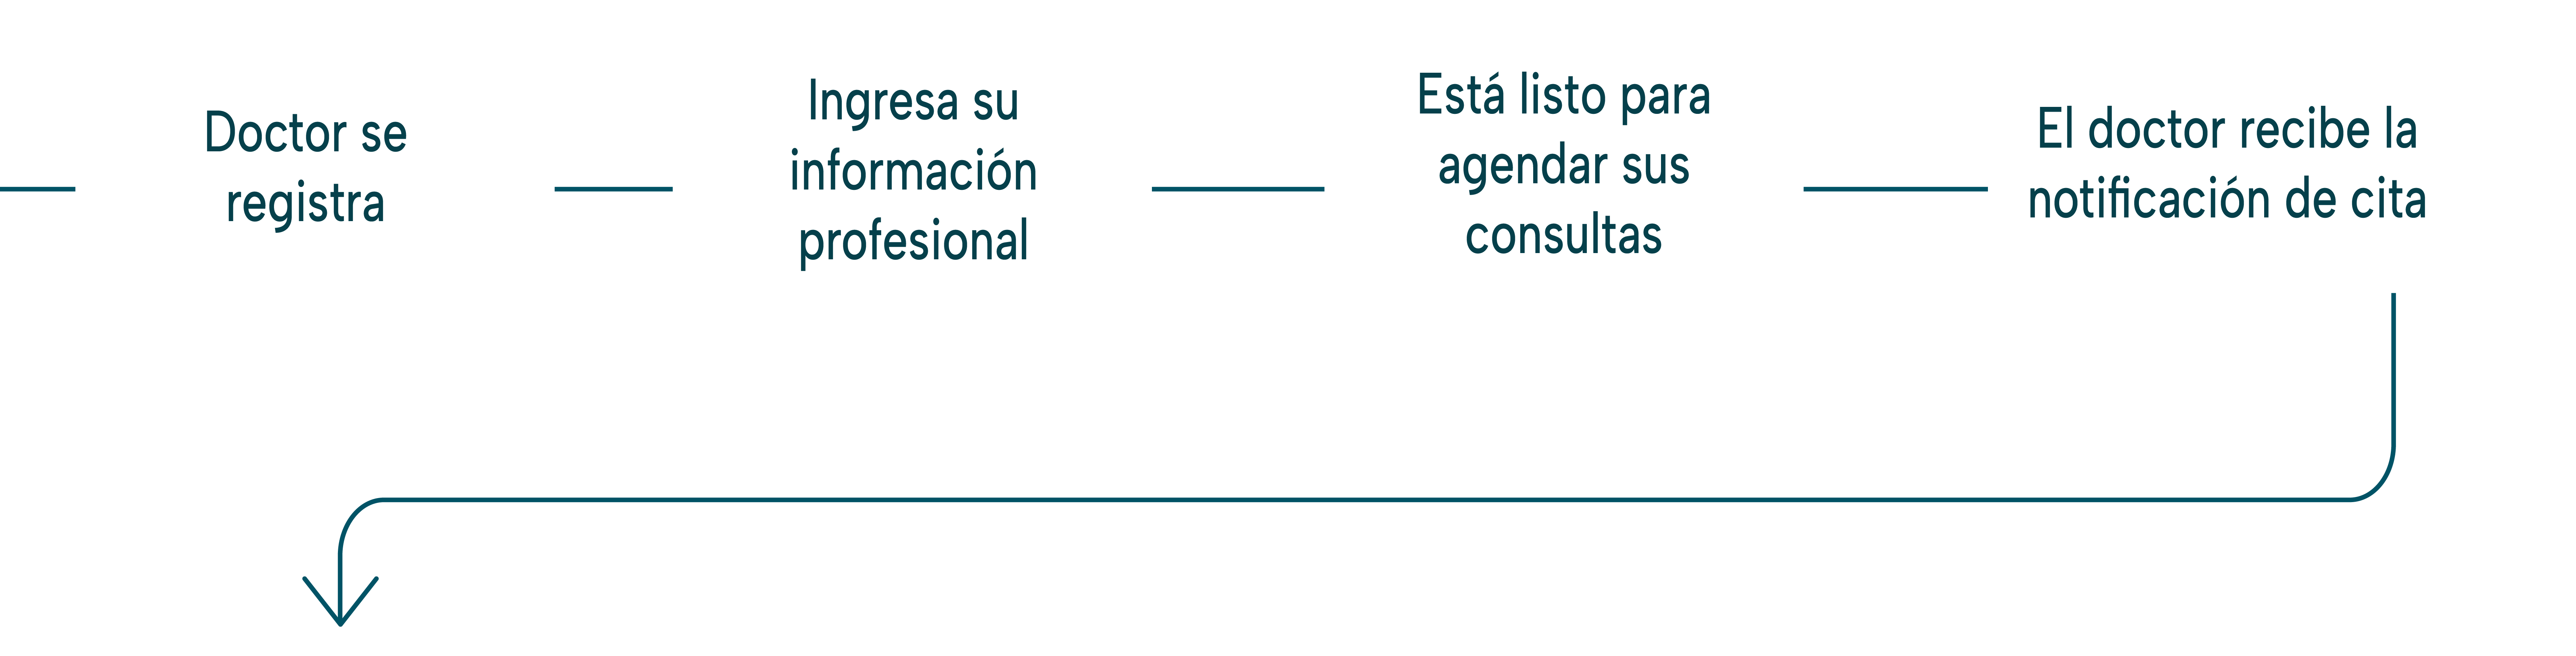 Doctor se
registra
Ingresa su
información
profesional
Está listo para
agendar sus
consultas
El doctor recibe la
notificación de cita